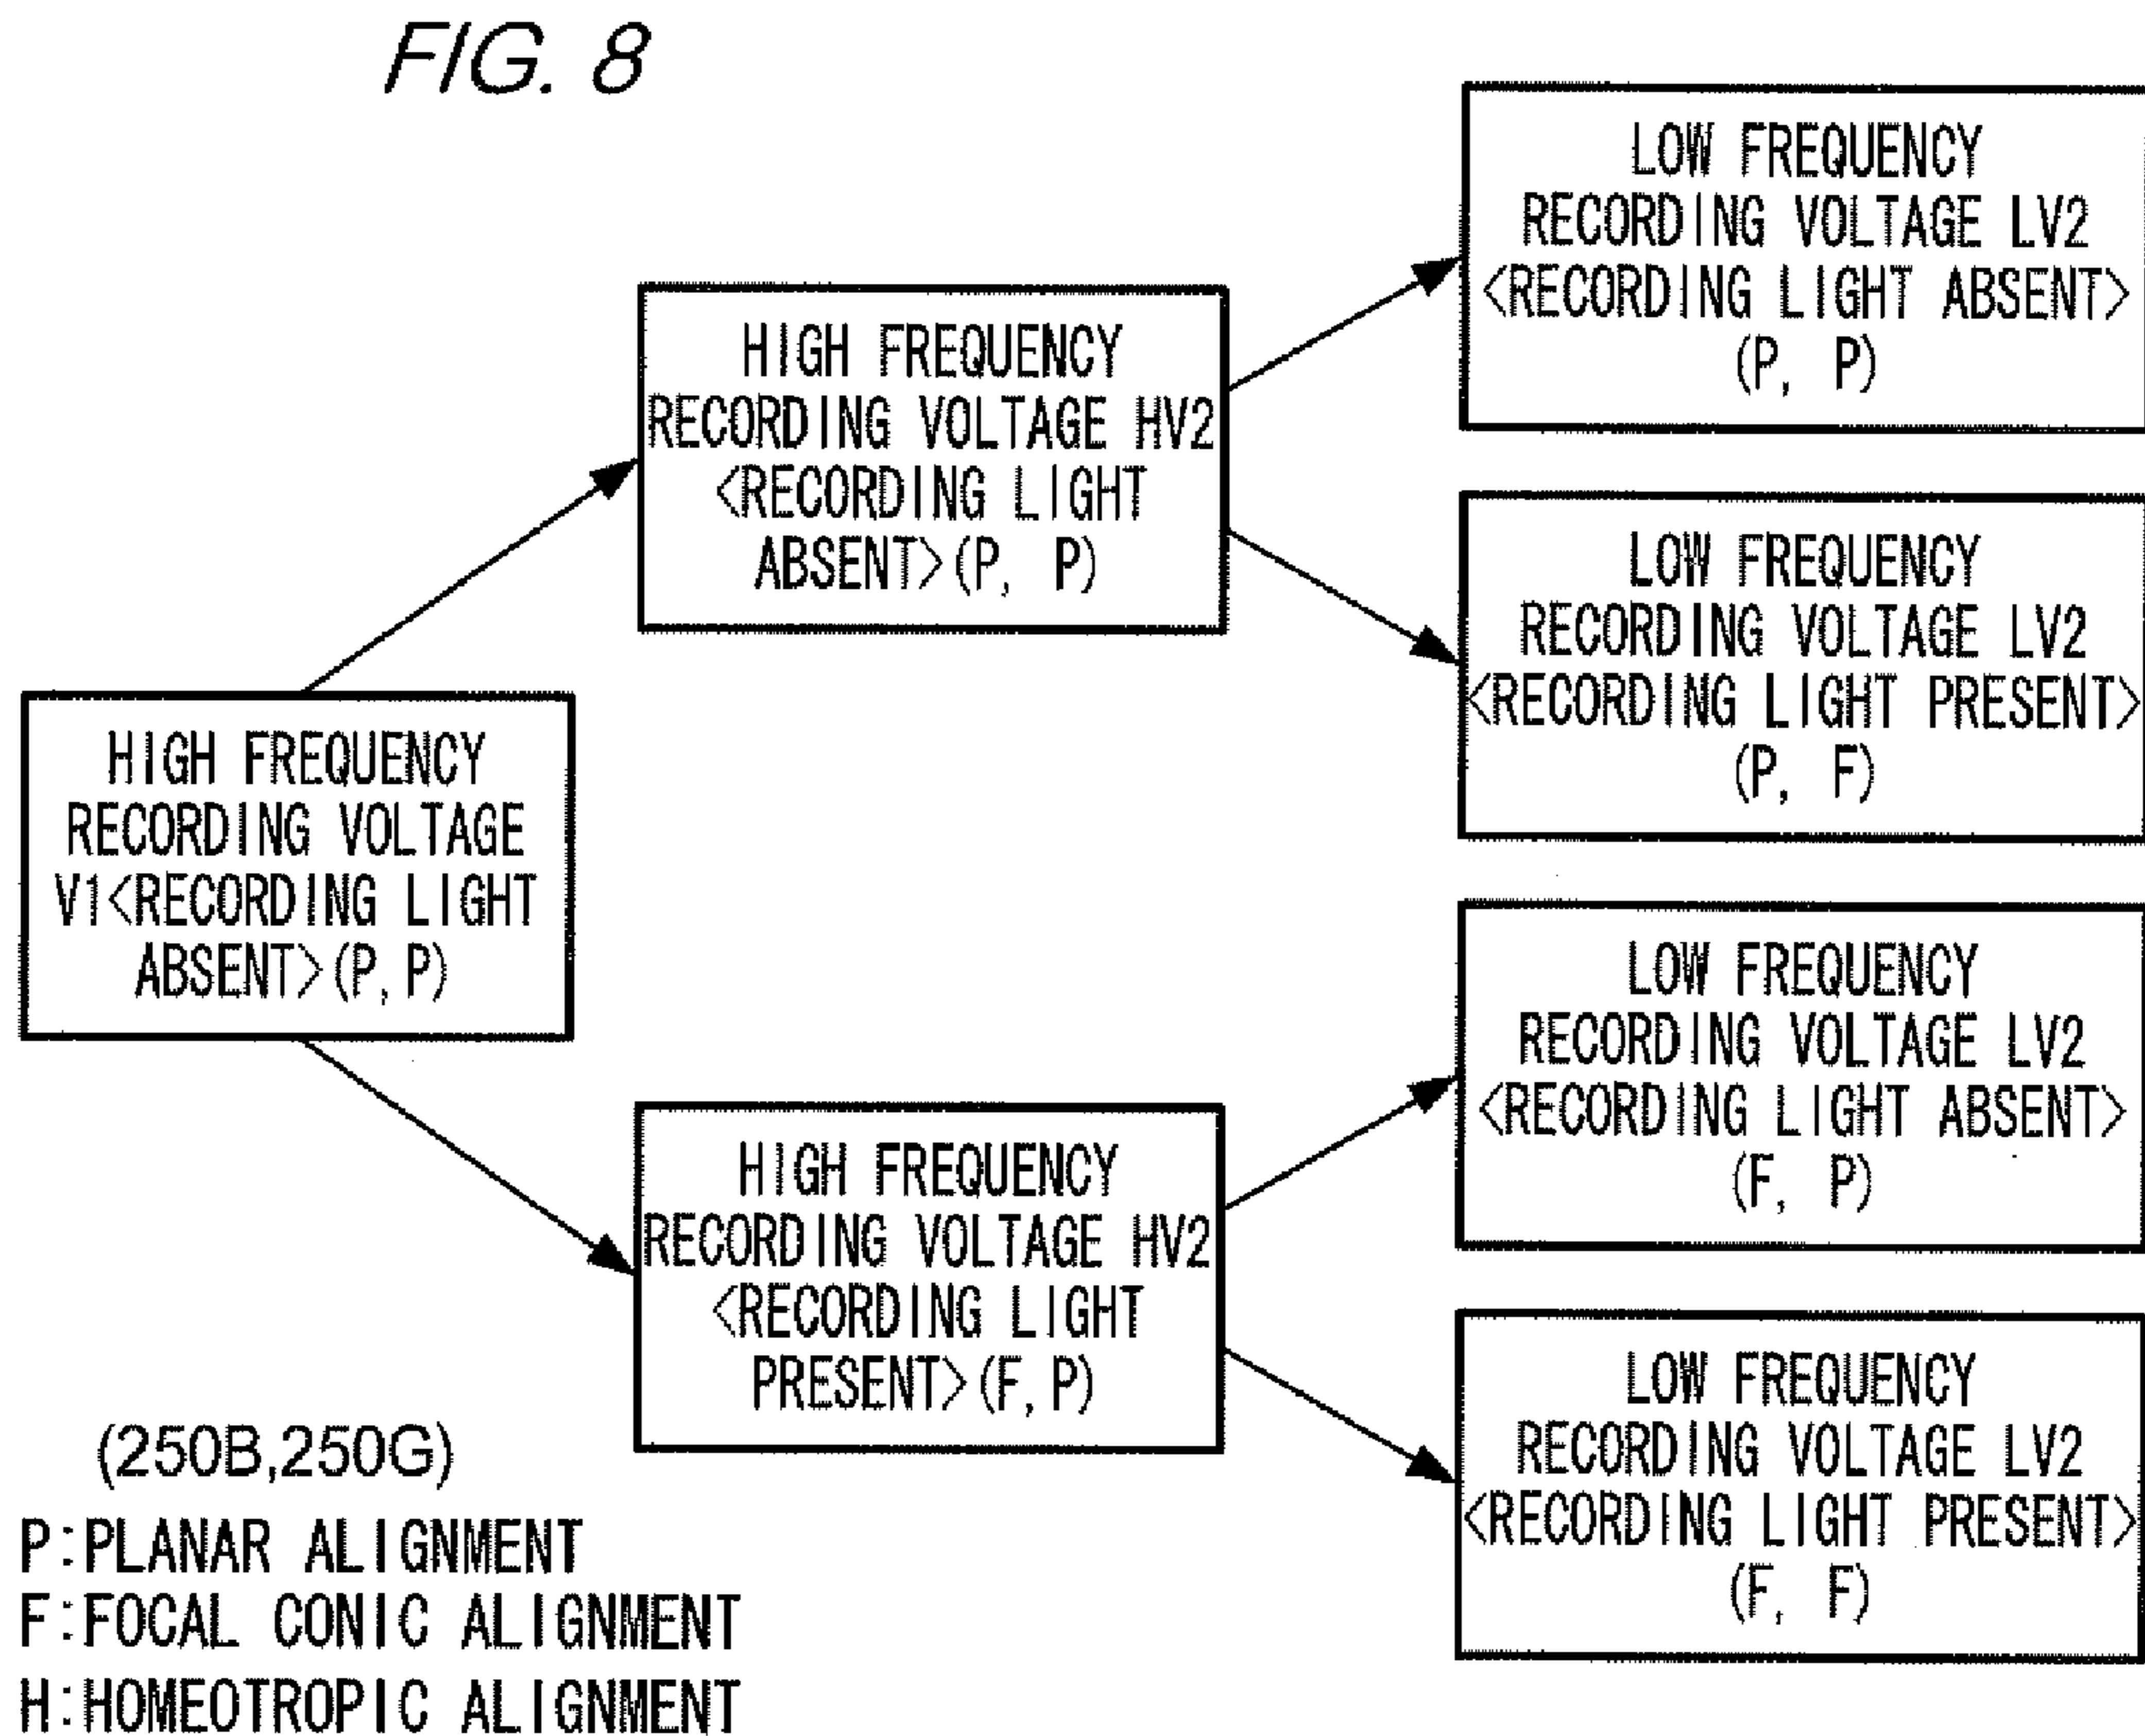 FIG. 8
HIGH FREQUENCY
RECORDING VOLTAGE
V1<RECORDING LIGHT
ABSENT>(P, P)
HIGH FREQUENCY
RECORDING VOLTAGE HV2
<RECORDING LIGHT
ABSENT>(P, P)
HIGH FREQUENCY
RECORDING VOLTAGE HV2
<RECORDING LIGHT
PRESENT>(F, P)
LOW FREQUENCY
RECORDING VOLTAGE LV2
<RECORDING LIGHT ABSENT>
(P, P)
LOW FREQUENCY
RECORDING VOLTAGE LV2
<RECORDING LIGHT PRESENT>
(P, F)
LOW FREQUENCY
RECORDING VOLTAGE LV2
<RECORDING LIGHT ABSENT>
(F, P)
LOW FREQUENCY
RECORDING VOLTAGE LV2
<RECORDING LIGHT PRESENT>
(F, F)
(250B,250G)
P:PLANAR ALIGNMENT
F:FOCAL CONIC ALIGNMENT
H:HOMEOTROPIC ALIGNMENT